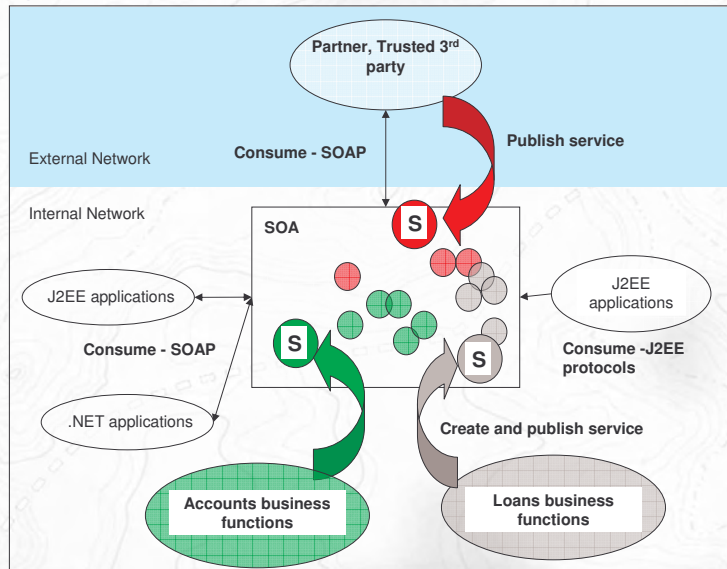 Partner, Trusted 3rd
party
Consume - SOAP
Publish service
External Network
Internal Network
SOA
S
J2EE applications
J2EE
applications
Consume - SOAP
S
S
Consume -J2EE
protocols
.NET applications
Create and publish service
Accounts business
functions
Loans business
functions